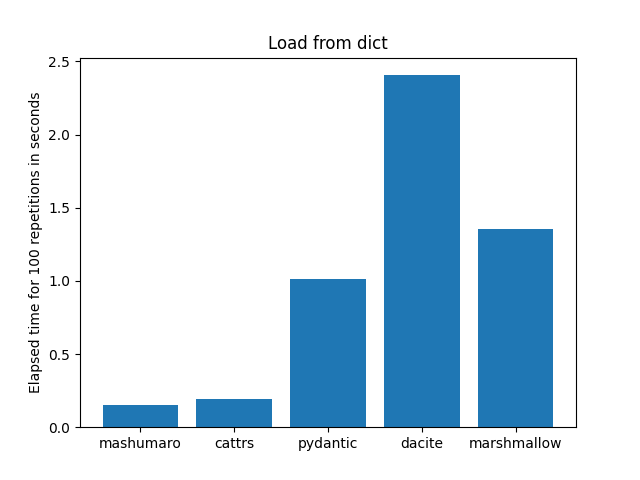 Load from dict
Elapsed time for 100 repetitions in seconds
2.5
2.0
1.5
1.0
0.5
0.0
mashumaro cattrs pydantic dacite marshmallow